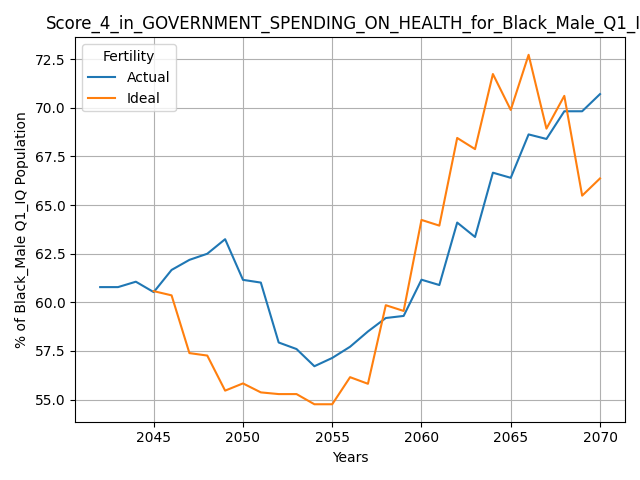 Score_4_in_GOVERNMENT_SPENDING_ON_HEALTH_for_Black_Male_Q1_I
Fertility
Actual
Ideal
72.5
70.0
67.5
65.0
62.5
60.0
57.5
55.0
% of Black_Male Q1_IQ Population
2045
2050
2055
2060
2065
2070
Years